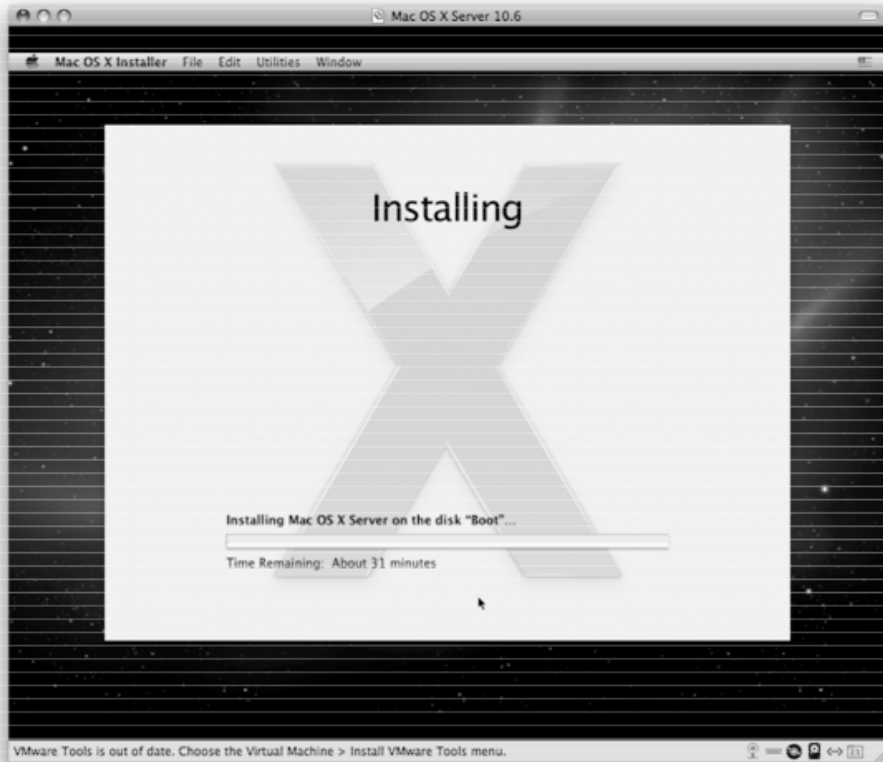 Mac OS X Server 10.6
Mac OS X Installer File Edit Utilities Window
Installing
Installing Mac OS X Server on the disk “Boot”...
Time Remaining: About 31 minutes
VMware Tools is out of date. Choose the Virtual Machine > Install VMware Tools menu.